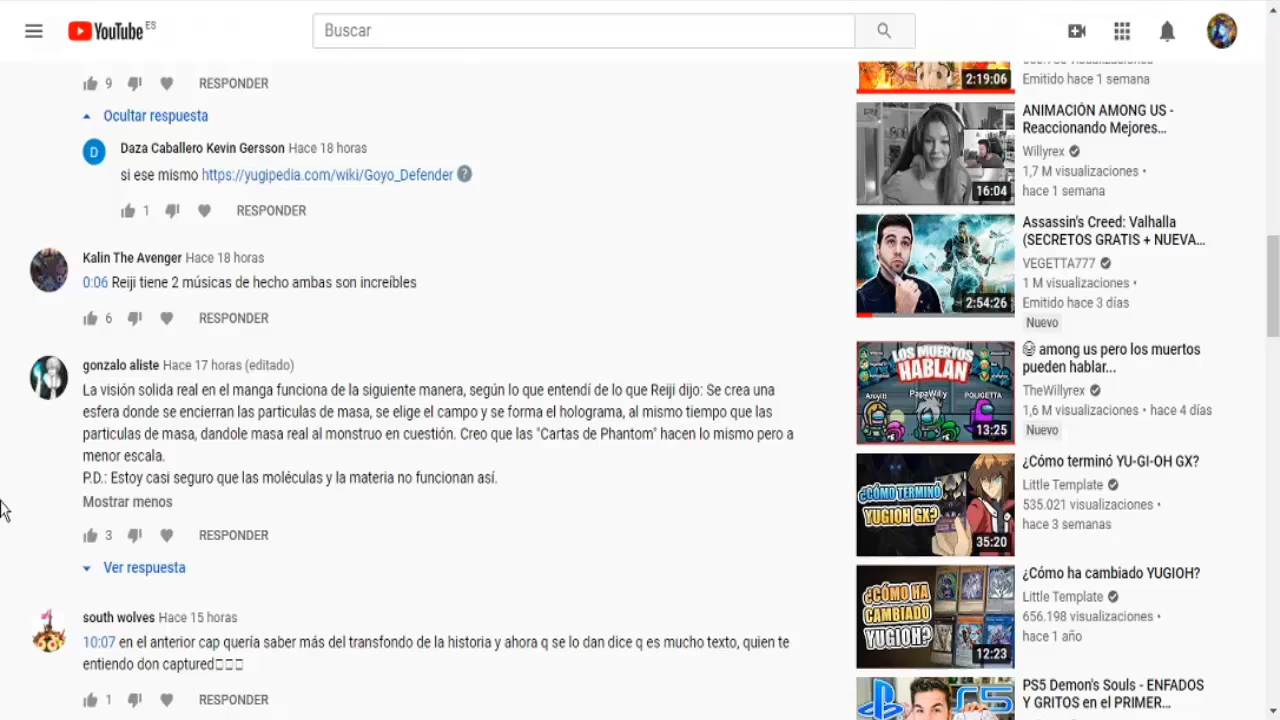 YouTube ES
Buscar
9 RESPONDER
Ocultar respuesta
D
Daza Caballero Kevin Gersson Hace 18 horas
si ese mismo https://yugipedia.com/wiki/Goyo_Defender ?
1 RESPONDER
Kalin The Avenger Hace 18 horas
0:06 Reiji tiene 2 músicas de hecho ambas son increíbles
6 RESPONDER
gonzalo aliste Hace 17 horas (editado)
La visión solida real en el manga funciona de la siguiente manera, según lo que entendí de lo que Reiji dijo: Se crea una
esfera donde se encierran las partículas de masa, se elige el campo y se forma el holograma, al mismo tiempo que las
particulas de masa, dandole masa real al monstruo en cuestión. Creo que las "Cartas de Phantom" hacen lo mismo pero a
menor escala.
P.D.: Estoy casi seguro que las moléculas y la materia no funcionan así.
Mostrar menos
3 RESPONDER
Ver respuesta
south wolves Hace 15 horas
10:07 en el anterior cap quería saber más del transfondo de la historia y ahora q se lo dan dice q es mucho texto, quien te
entiendo don captured
1 RESPONDER
2:19:06
Emitido hace 1 semana
16:04
ANIMACIÓN AMONG US -
Reaccionando Mejores...
Willyrex
1,7 M visualizaciones •
hace 1 semana
2:54:26
Assassin's Creed: Valhalla
(SECRETOS GRATIS + NUEVA...
VEGETTA777
1 M visualizaciones •
Emitido hace 3 días
Nuevo
LOS MUERTOS
HABLAN
PapaWilly
POLIGETTA
13:25
among us pero los muertos
pueden hablar...
TheWillyrex
1,6 M visualizaciones • hace 4 días
Nuevo
¿CÓMO TERMINÓ
YUGIOH GX?
35:20
¿Cómo terminó YU-GI-OH GX?
Little Template
535.021 visualizaciones •
hace 3 semanas
¿CÓMO HA
CAMBIADO
YUGIOH?
12:23
¿Cómo ha cambiado YUGIOH?
Little Template
656.198 visualizaciones •
hace 1 año
PS5 Demon's Souls - ENFADOS
Y GRITOS en el PRIMER...